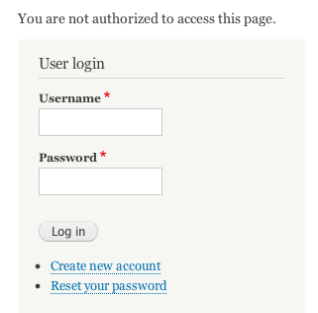 You are not authorized to access this page.
User login
Username *
Password *
Log in
Create new account
Reset your password